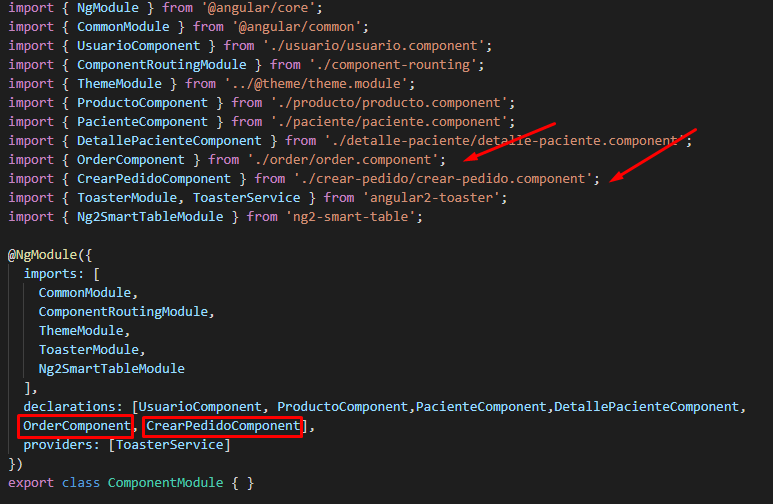 import { NgModule } from '@angular/core';
import { CommonModule } from '@angular/common';
import { UsuarioComponent } from './usuario/usuario.component';
import { ComponentRoutingModule } from './component-rounting';
import { ThemeModule } from '../@theme/theme.module';
import { ProductoComponent } from './producto/producto.component';
import { PacienteComponent } from './paciente/paciente.component';
import { DetallePacienteComponent } from './detalle-paciente/detalle-paciente.component';
import { OrderComponent } from './order/order.component';
import { CrearPedidoComponent } from './crear-pedido/crear-pedido.component';
import { ToasterModule, ToasterService } from 'angular2-toaster';
import { Ng2SmartTableModule } from 'ng2-smart-table';

@NgModule({
  imports: [
    CommonModule,
    ComponentRoutingModule,
    ThemeModule,
    ToasterModule,
    Ng2SmartTableModule
  ],
  declarations: [UsuarioComponent, ProductoComponent,PacienteComponent,DetallePacienteComponent,
  OrderComponent, CrearPedidoComponent],
  providers: [ToasterService]
})
export class ComponentModule { }